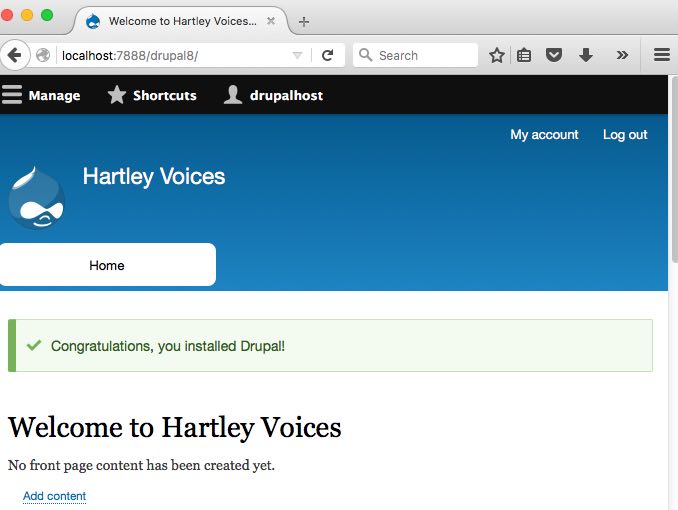 Welcome to Hartley Voices...
localhost:7888/drupal8/
Search
Manage
Shortcuts
drupalhost
My account
Log out
Hartley Voices
Home
Congratulations, you installed Drupal!
Welcome to Hartley Voices
No front page content has been created yet.
Add content